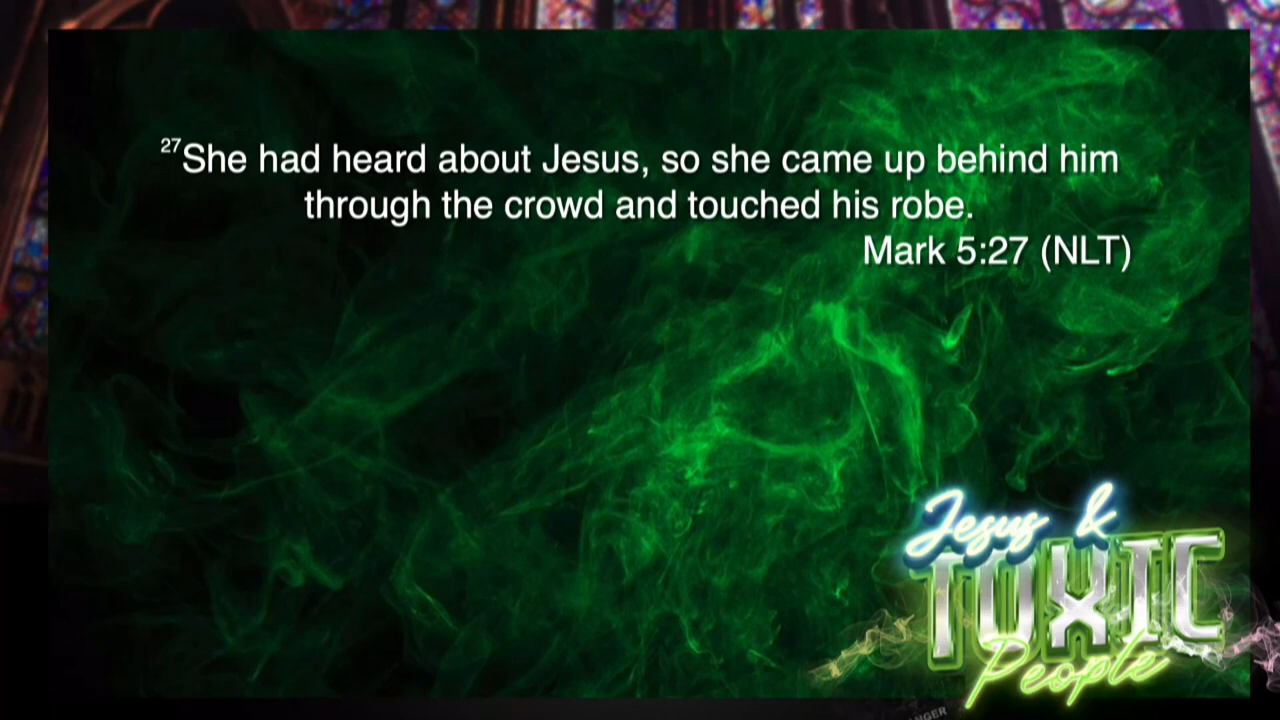 27She had heard about Jesus, so she came up behind him
through the crowd and touched his robe.
Mark 5:27 (NLT)
Jesus &
TOXIC
People